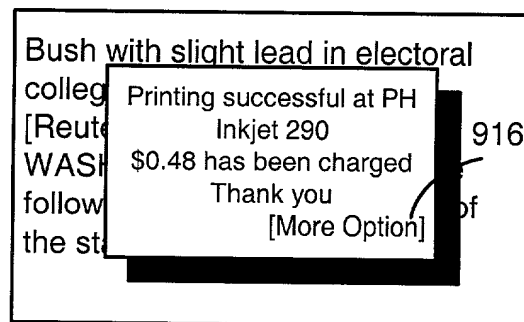 Bush with slight lead in electoral
colleg
[Reute
WASH
follow of
the sta
Printing successful at PH
Inkjet 290
$0.48 has been charged
Thank you
[More Option]
916